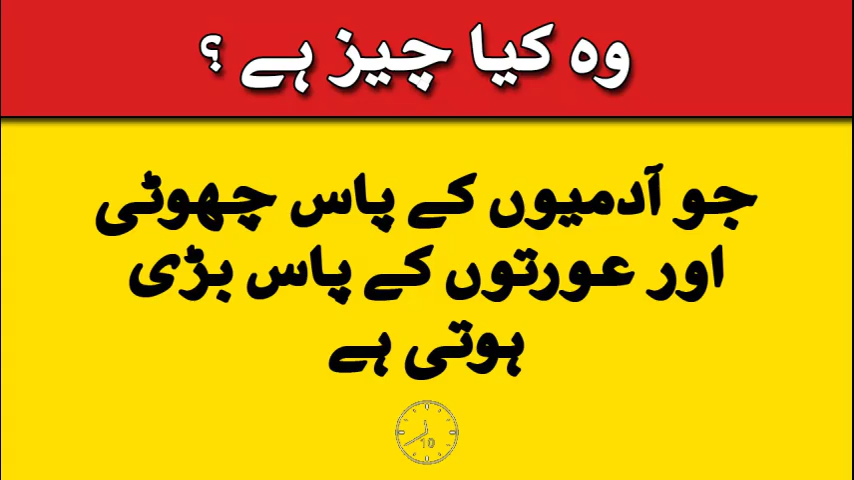 وہ کیا چیز ہے ؟
جو آدمیوں کے پاس چھوٹی
اور عورتوں کے پاس بڑی
ہوتی ہے
10